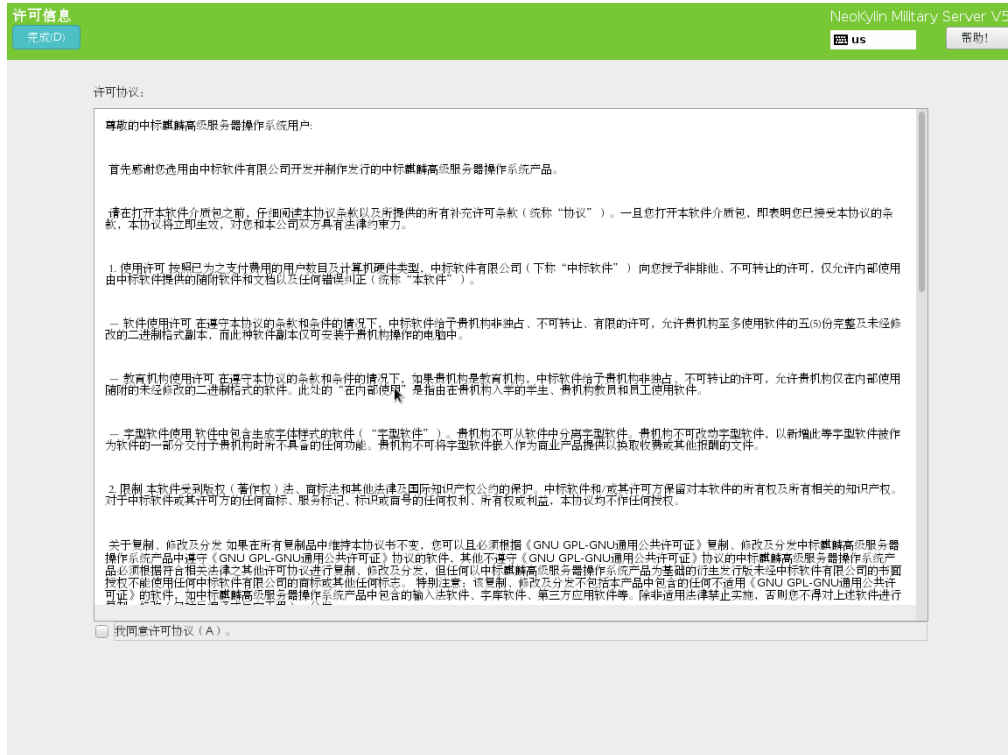 许可信息
NeoKylin Military Server V5
完成(D)
us
帮助!
许可协议：
尊敬的中标麒麟高级服务器操作系统用户:
首先感谢您选用由中标软件有限公司开发并制作发行的中标麒麟高级服务器操作系统产品。
请在打开本软件介质包之前，仔细阅读本协议条款以及所提供的所有补充许可条款（统称“协议”）。一旦您打开本软件介质包，即表明您已接受本协议的条
款，本协议将立即生效，对您和本公司双方具有法律约束力。
1. 使用许可 按照已为之支付费用的用户数目及计算机硬件类型，中标软件有限公司（下称“中标软件”） 向您授予非排他、不可转让的许可，仅允许内部使用
由中标软件提供的随附软件和文档以及任何错误纠正（统称“本软件”）。
— 软件使用许可 在遵守本协议的条款和条件的情况下，中标软件给予贵机构非独占、不可转让、有限的许可，允许贵机构至多使用软件的五(5)份完整及未经修
改的二进制格式副本，而此种软件副本仅可安装于贵机构操作的电脑中。
— 教育机构使用许可 在遵守本协议的条款和条件的情况下，如果贵机构是教育机构，中标软件给予贵机构非独占、不可转让的许可，允许贵机构仅在内部使用
随附的未经修改的二进制格式的软件。此处的“在内部使用”是指由在贵机构入学的学生、贵机构教员和员工使用软件。
— 字型软件使用 软件中包含生成字体样式的软件（“字型软件”）。贵机构不可从软件中分离字型软件。贵机构不可改动字型软件，以新增此等字型软件被作
为软件的一部分交付于贵机构时所不具备的任何功能。贵机构不可将字型软件嵌入作为商业产品提供以换取收费或其他报酬的文件。
2. 限制 本软件受到版权（著作权）法、商标法和其他法律及国际知识产权公约的保护。中标软件和/或其许可方保留对本软件的所有权及所有相关的知识产权。
对于中标软件或其许可方的任何商标、服务标记、标识或商号的任何权利、所有权或利益，本协议均不作任何授权。
关于复制、修改及分发 如果在所有复制品中维持本协议书不变，您可以且必须根据《GNU GPL-GNU通用公共许可证》复制、修改及分发中标麒麟高级服务器
操作系统产品中遵守《GNU GPL-GNU通用公共许可证》协议的软件，其他不遵守《GNU GPL-GNU通用公共许可证》协议的中标麒麟高级服务器操作系统产
品必须根据符合相关法律之其他许可协议进行复制、修改及分发，但任何以中标麒麟高级服务器操作系统产品为基础的衍生发行版未经中标软件有限公司的书面
授权不能使用任何中标软件有限公司的商标或其他任何标志。 特别注意：该复制、修改及分发不包括本产品中包含的任何不适用《GNU GPL-GNU通用公共许
可证》的软件，如中标麒麟高级服务器操作系统产品中包含的输入法软件、字库软件、第三方应用软件等。除非适用法律禁止实施，否则您不得对上述软件进行
我同意许可协议（A）。